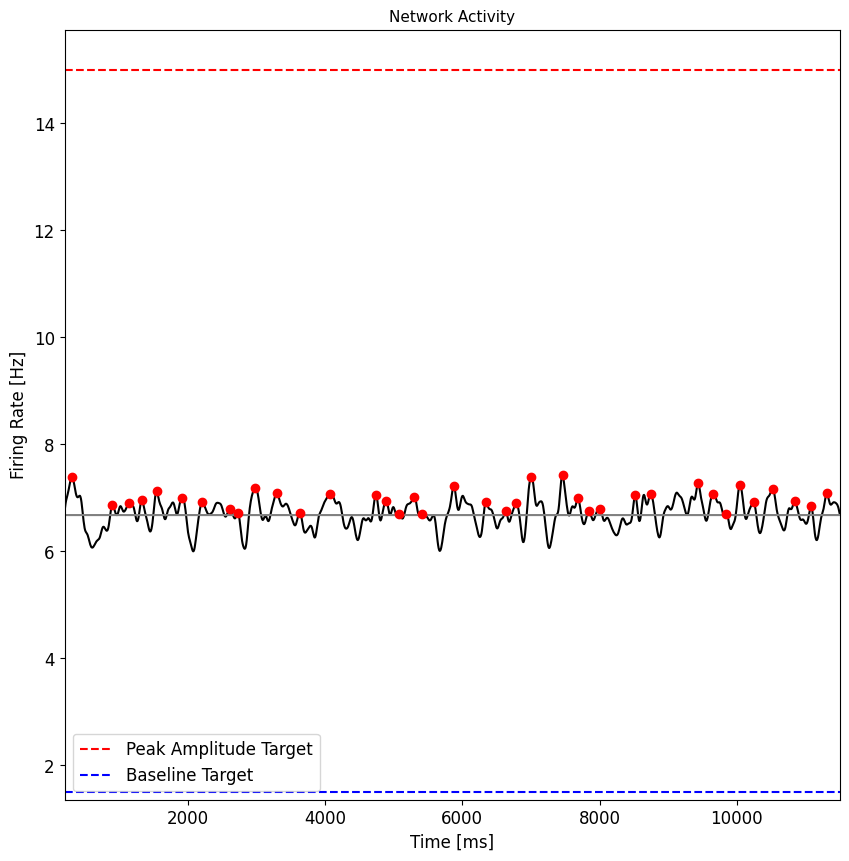 Network Activity
14
12
10
8
6
4
2
Firing Rate [Hz]
Peak Amplitude Target
Baseline Target
2000 4000 6000 8000 10000
Time [ms]